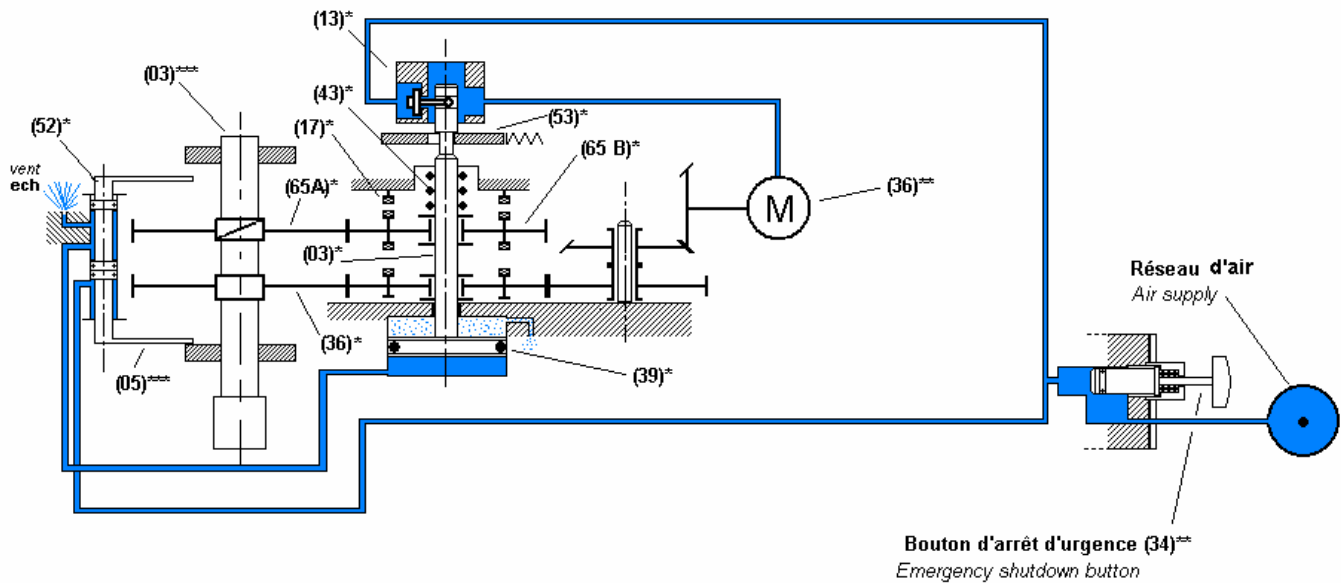 (13)*
(03)***
(43)*
(52)*
(17)*
(53)*
vent
ech
(65 B)*
(65A)*
(36)**
M
(03)*
Réseau d'air
Air supply
(36)*
(39)*
(05)***
Bouton d'arrêt d'urgence (34)**
Emergency shutdown button